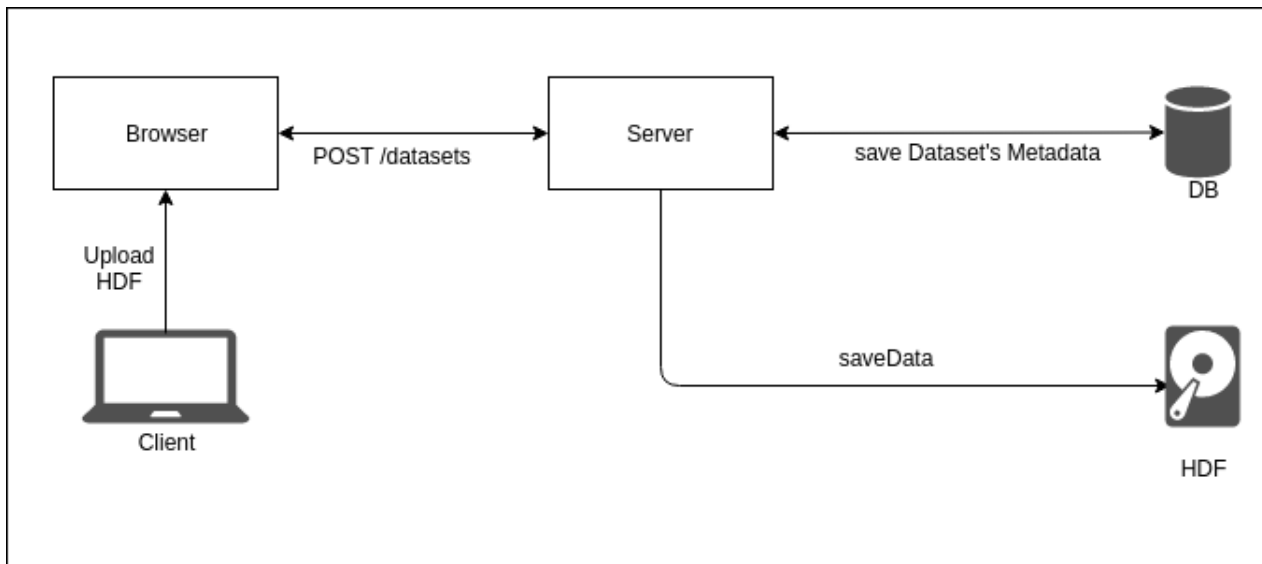 Browser
POST /datasets
Server
save Dataset's Metadata
DB
Upload
HDF
Client
saveData
HDF